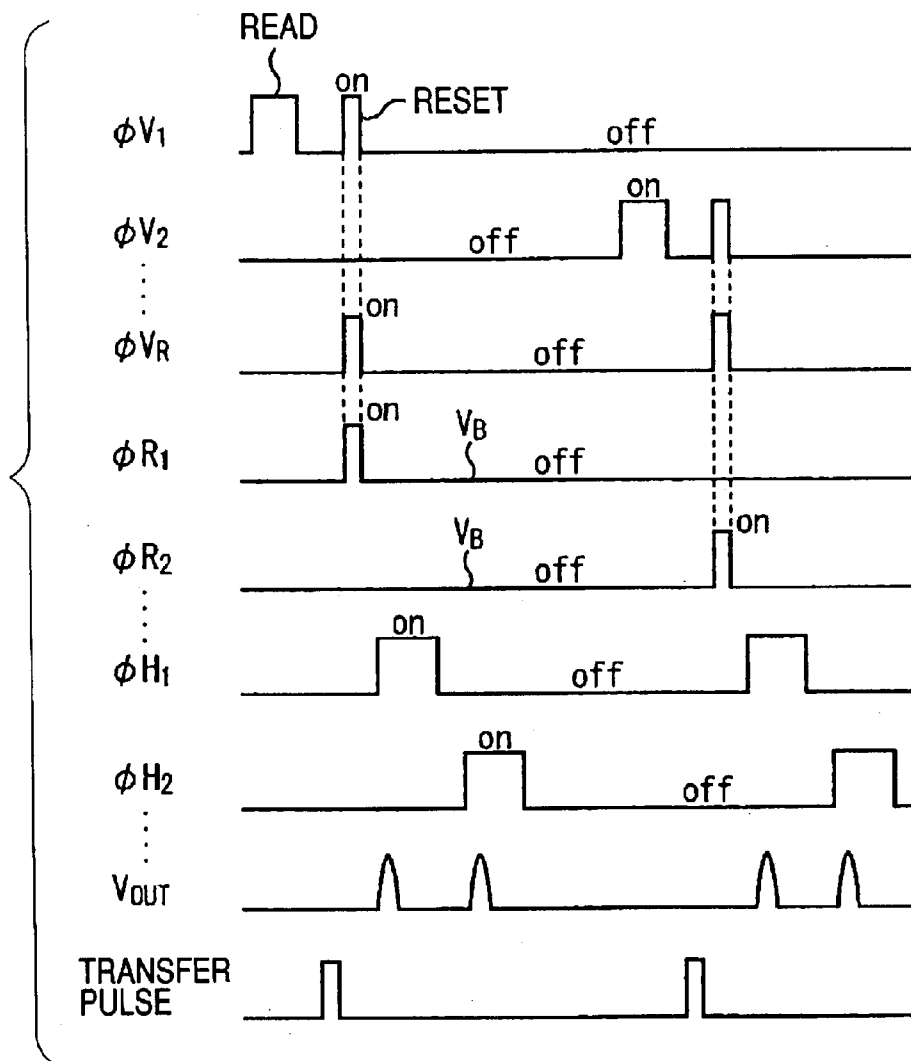 READ
on
RESET
ϕV1 off
on
ϕV2 off
on
ϕVR off
on
ϕR1 VB off
on
ϕR2 VB off
on
ϕH1 off
on
ϕH2 off
VOUT
TRANSFER
PULSE